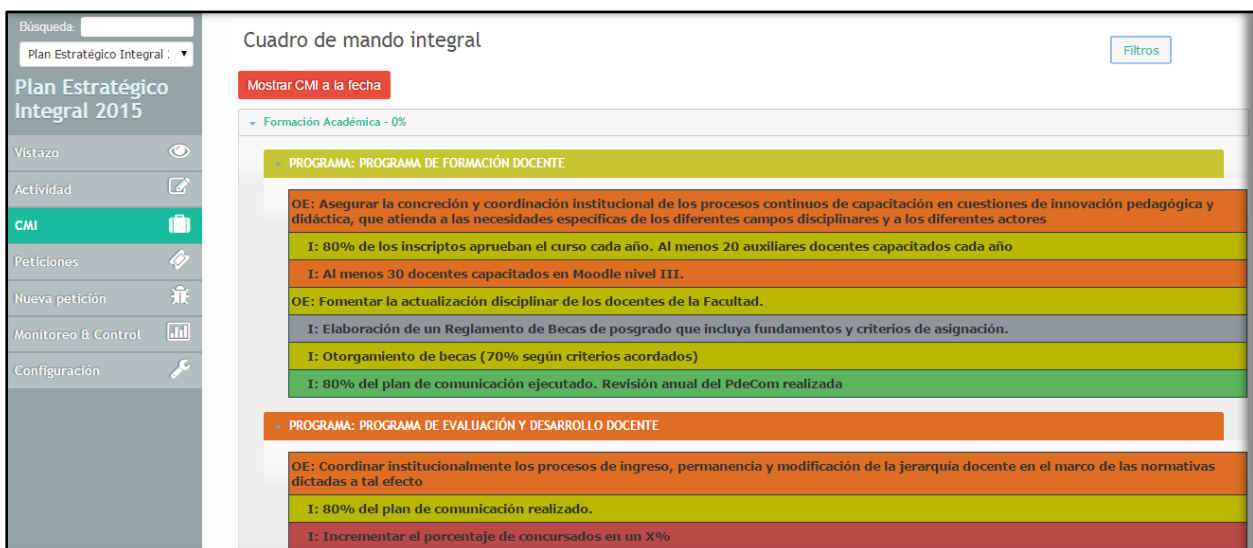 Búsqueda:
Plan Estratégico Integral :
Plan Estratégico
Integral 2015
Vistazo
Actividad
CMI
Peticiones
Nueva petición
Monitoreo & Control
Configuración
Cuadro de mando integral
Filtros
Mostrar CMI a la fecha
Formación Académica - 0%
PROGRAMA: PROGRAMA DE FORMACIÓN DOCENTE
OE: Asegurar la concreción y coordinación institucional de los procesos continuos de capacitación en cuestiones de innovación pedagógica y
didáctica, que atienda a las necesidades específicas de los diferentes campos disciplinares y a los diferentes actores
I: 80% de los inscriptos aprueban el curso cada año. Al menos 20 auxiliares docentes capacitados cada año
I: Al menos 30 docentes capacitados en Moodle nivel III.
OE: Fomentar la actualización disciplinar de los docentes de la Facultad.
I: Elaboración de un Reglamento de Becas de posgrado que incluya fundamentos y criterios de asignación.
I: Otorgamiento de becas (70% según criterios acordados)
I: 80% del plan de comunicación ejecutado. Revisión anual del PdeCom realizada
PROGRAMA: PROGRAMA DE EVALUACIÓN Y DESARROLLO DOCENTE
OE: Coordinar institucionalmente los procesos de ingreso, permanencia y modificación de la jerarquía docente en el marco de las normativas
dictadas a tal efecto
I: 80% del plan de comunicación realizado.
I: Incrementar el porcentaje de concursados en un X%